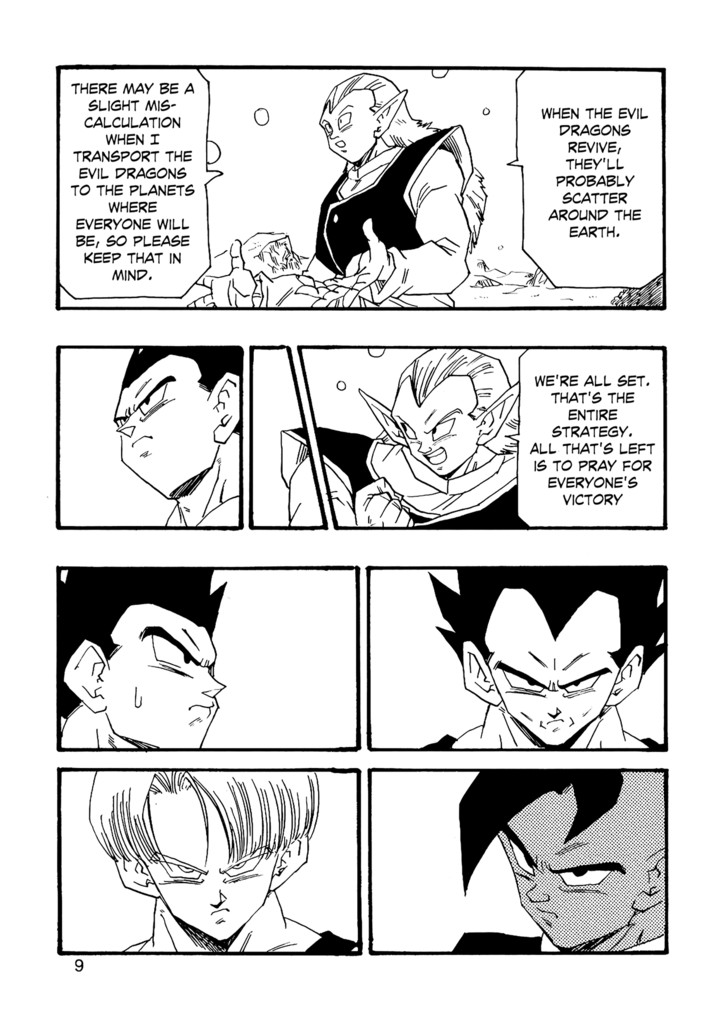 WHEN THE EVIL
DRAGONS
REVIVE,
THEY'LL
PROBABLY
SCATTER
AROUND THE
EARTH.
THERE MAY BE A
SLIGHT MIS-
CALCULATION
WHEN I
TRANSPORT THE
EVIL DRAGONS
TO THE PLANETS
WHERE
EVERYONE WILL
BE, SO PLEASE
KEEP THAT IN
MIND.
WE'RE ALL SET.
THAT'S THE
ENTIRE
STRATEGY.
ALL THAT'S LEFT
IS TO PRAY FOR
EVERYONE'S
VICTORY
9